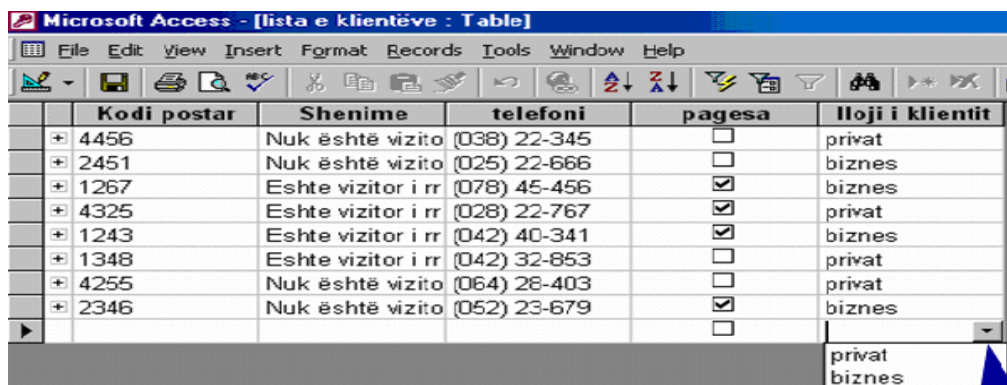 Microsoft Access - [lista e klientëve : Table]
File Edit View Insert Format Records Tools Window Help
Kodi postar Shenime telefoni pagesa lloji i klientit
4456 Nuk është vizito (038) 22-345 privat
2451 Nuk është vizito (025) 22-666 biznes
1267 Eshte vizitor i rr (078) 45-456 biznes
4325 Eshte vizitor i rr (028) 22-767 privat
1243 Eshte vizitor i rr (042) 40-341 biznes
1348 Eshte vizitor i rr (042) 32-853 privat
4255 Nuk është vizito (064) 28-403 privat
2346 Nuk është vizito (052) 23-679 biznes
privat
biznes